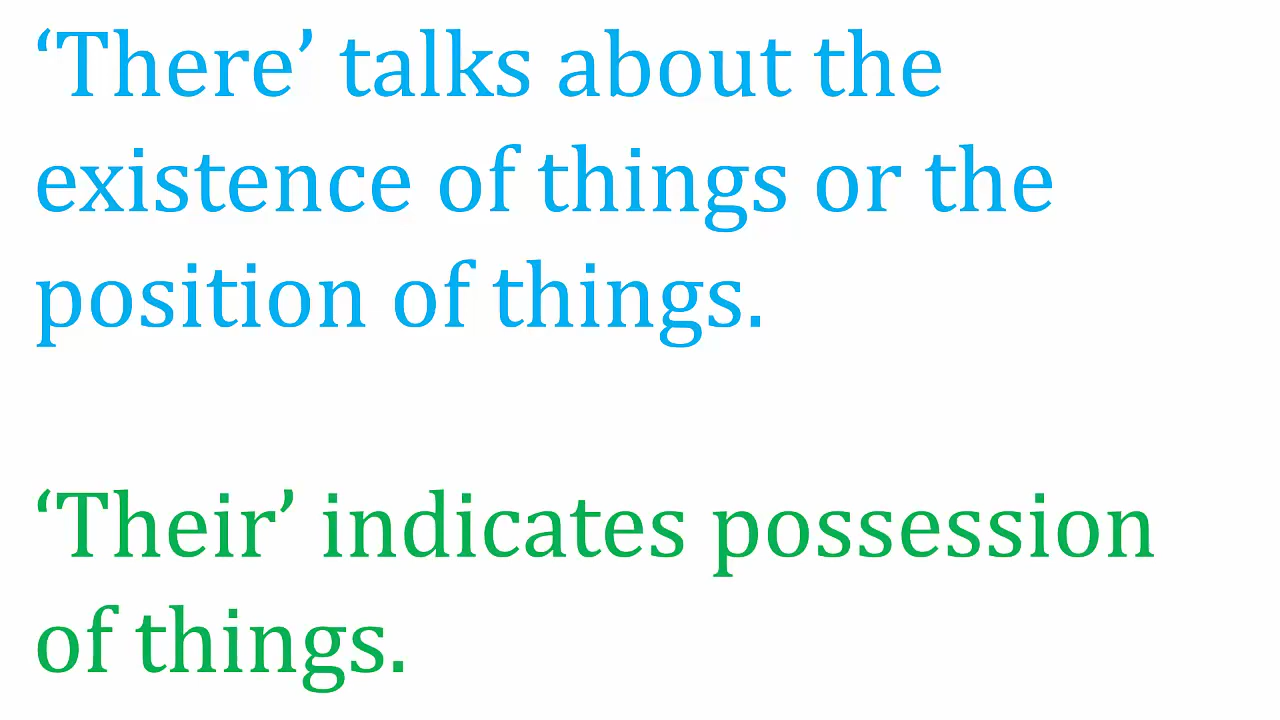 ‘There’ talks about the
existence of things or the
position of things.
‘Their’ indicates possession
of things.